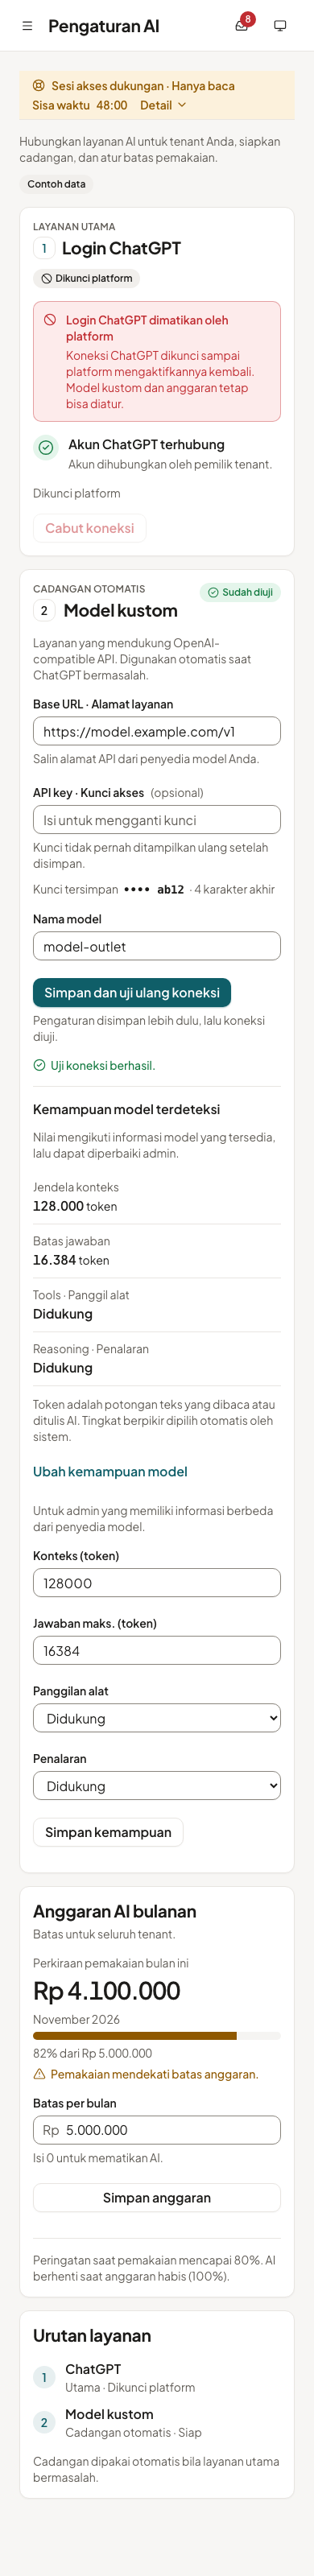 Pengaturan AI
8
Sesi akses dukungan · Hanya baca
Sisa waktu 48:00 Detail
Hubungkan layanan AI untuk tenant Anda, siapkan
cadangan, dan atur batas pemakaian.
Contoh data
LAYANAN UTAMA
1 Login ChatGPT
Dikunci platform
Login ChatGPT dimatikan oleh
platform
Koneksi ChatGPT dikunci sampai
platform mengaktifkannya kembali.
Model kustom dan anggaran tetap
bisa diatur.
Akun ChatGPT terhubung
Akun dihubungkan oleh pemilik tenant.
Dikunci platform
Cabut koneksi
CADANGAN OTOMATIS
Sudah diuji
2 Model kustom
Layanan yang mendukung OpenAI-
compatible API. Digunakan otomatis saat
ChatGPT bermasalah.
Base URL · Alamat layanan
https://model.example.com/v1
Salin alamat API dari penyedia model Anda.
API key · Kunci akses (opsional)
Isi untuk mengganti kunci
Kunci tidak pernah ditampilkan ulang setelah
disimpan.
Kunci tersimpan •••• ab12 · 4 karakter akhir
Nama model
model-outlet
Simpan dan uji ulang koneksi
Pengaturan disimpan lebih dulu, lalu koneksi
diuji.
Uji koneksi berhasil.
Kemampuan model terdeteksi
Nilai mengikuti informasi model yang tersedia,
lalu dapat diperbaiki admin.
Jendela konteks
128.000 token
Batas jawaban
16.384 token
Tools · Panggil alat
Didukung
Reasoning · Penalaran
Didukung
Token adalah potongan teks yang dibaca atau
ditulis AI. Tingkat berpikir dipilih otomatis oleh
sistem.
Ubah kemampuan model
Untuk admin yang memiliki informasi berbeda
dari penyedia model.
Konteks (token)
128000
Jawaban maks. (token)
16384
Panggilan alat
Didukung
Penalaran
Didukung
Simpan kemampuan
Anggaran AI bulanan
Batas untuk seluruh tenant.
Perkiraan pemakaian bulan ini
Rp 4.100.000
November 2026
82% dari Rp 5.000.000
Pemakaian mendekati batas anggaran.
Batas per bulan
Rp 5.000.000
Isi 0 untuk mematikan AI.
Simpan anggaran
Peringatan saat pemakaian mencapai 80%. AI
berhenti saat anggaran habis (100%).
Urutan layanan
1 ChatGPT
Utama · Dikunci platform
2 Model kustom
Cadangan otomatis · Siap
Cadangan dipakai otomatis bila layanan utama
bermasalah.